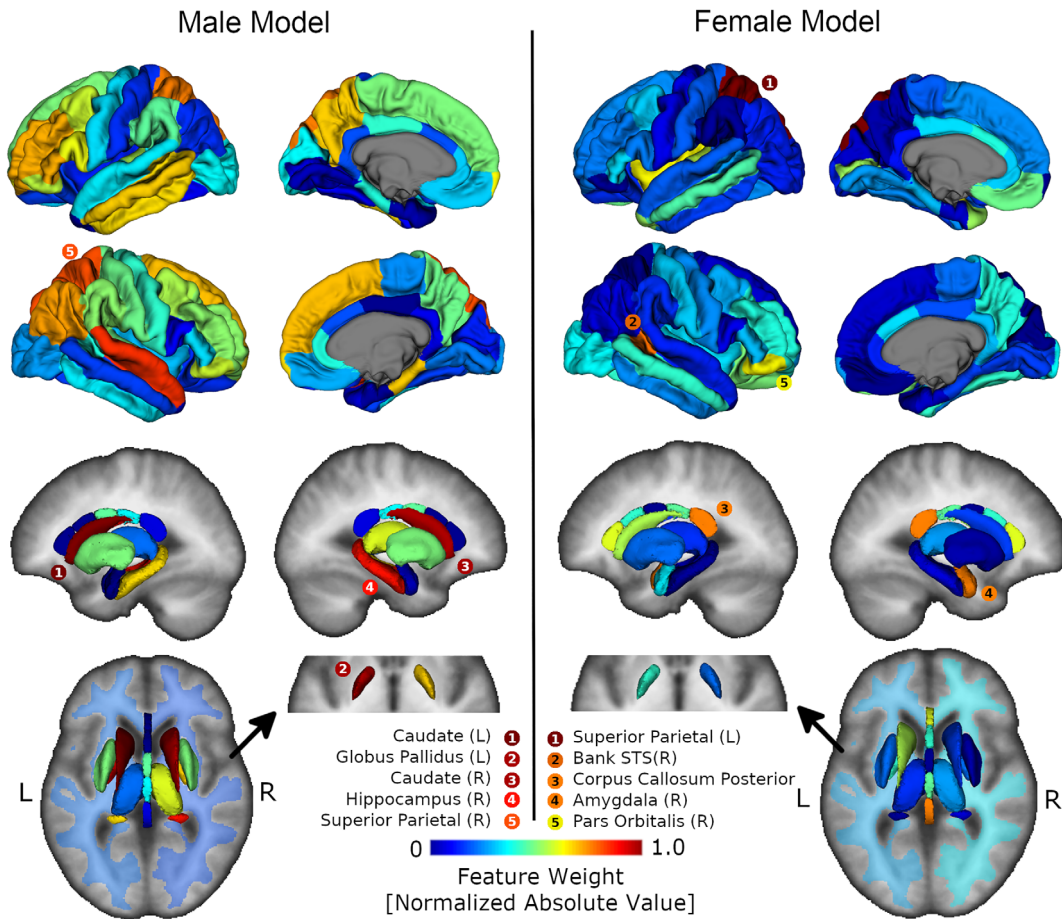 Male Model
Female Model
1
5
2
5
1
3
4
3
4
2
L
R
L
R
Caudate (L) 1
Globus Pallidus (L) 2
Caudate (R) 3
Hippocampus (R) 4
Superior Parietal (R) 5
1 Superior Parietal (L)
2 Bank STS(R)
3 Corpus Callosum Posterior
4 Amygdala (R)
5 Pars Orbitalis (R)
0
1.0
Feature Weight
[Normalized Absolute Value]